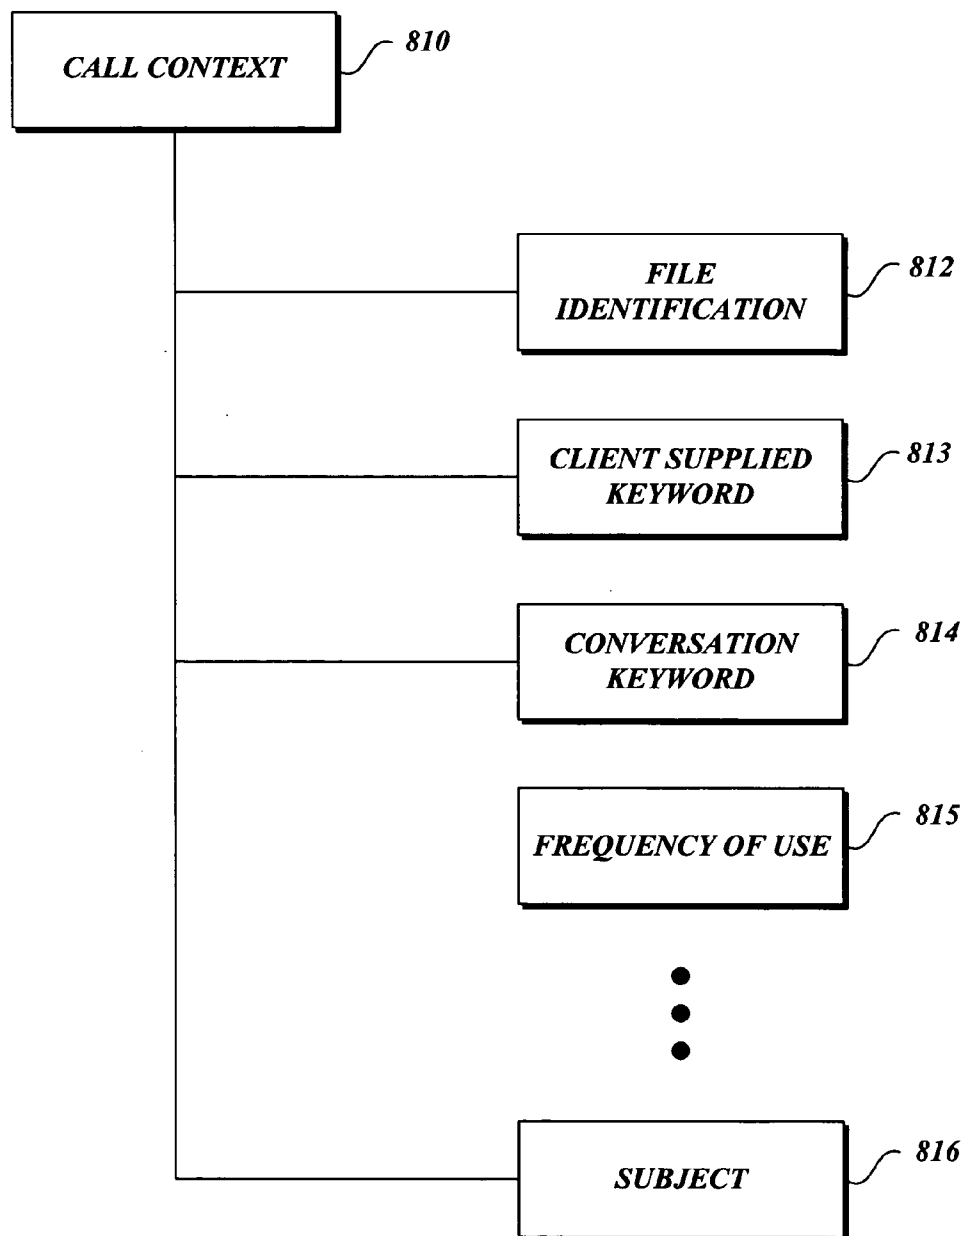 CALL CONTEXT
810
FILE
IDENTIFICATION
812
CLIENT SUPPLIED
KEYWORD
813
CONVERSATION
KEYWORD
814
FREQUENCY OF USE
815
SUBJECT
816